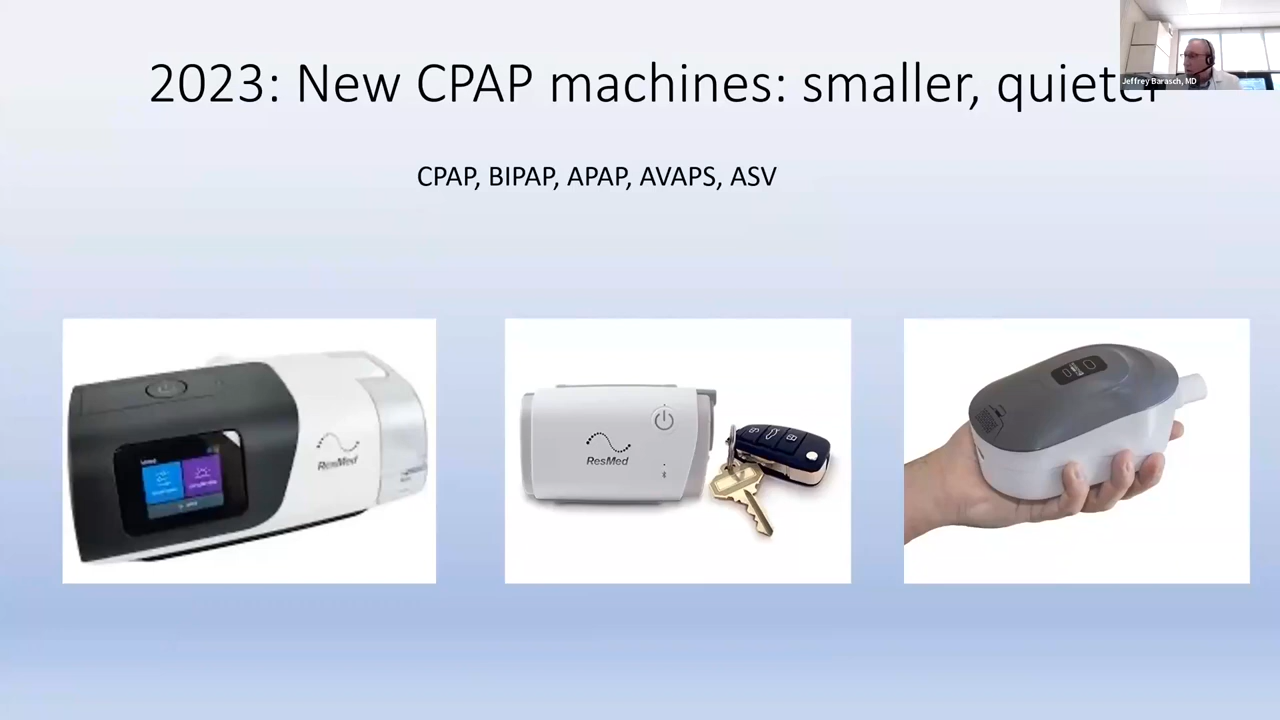 2023: New CPAP machines: smaller, quieter
Jeffrey Barasch, MD
CPAP, BIPAP, APAP, AVAPS, ASV
ResMed
ResMed